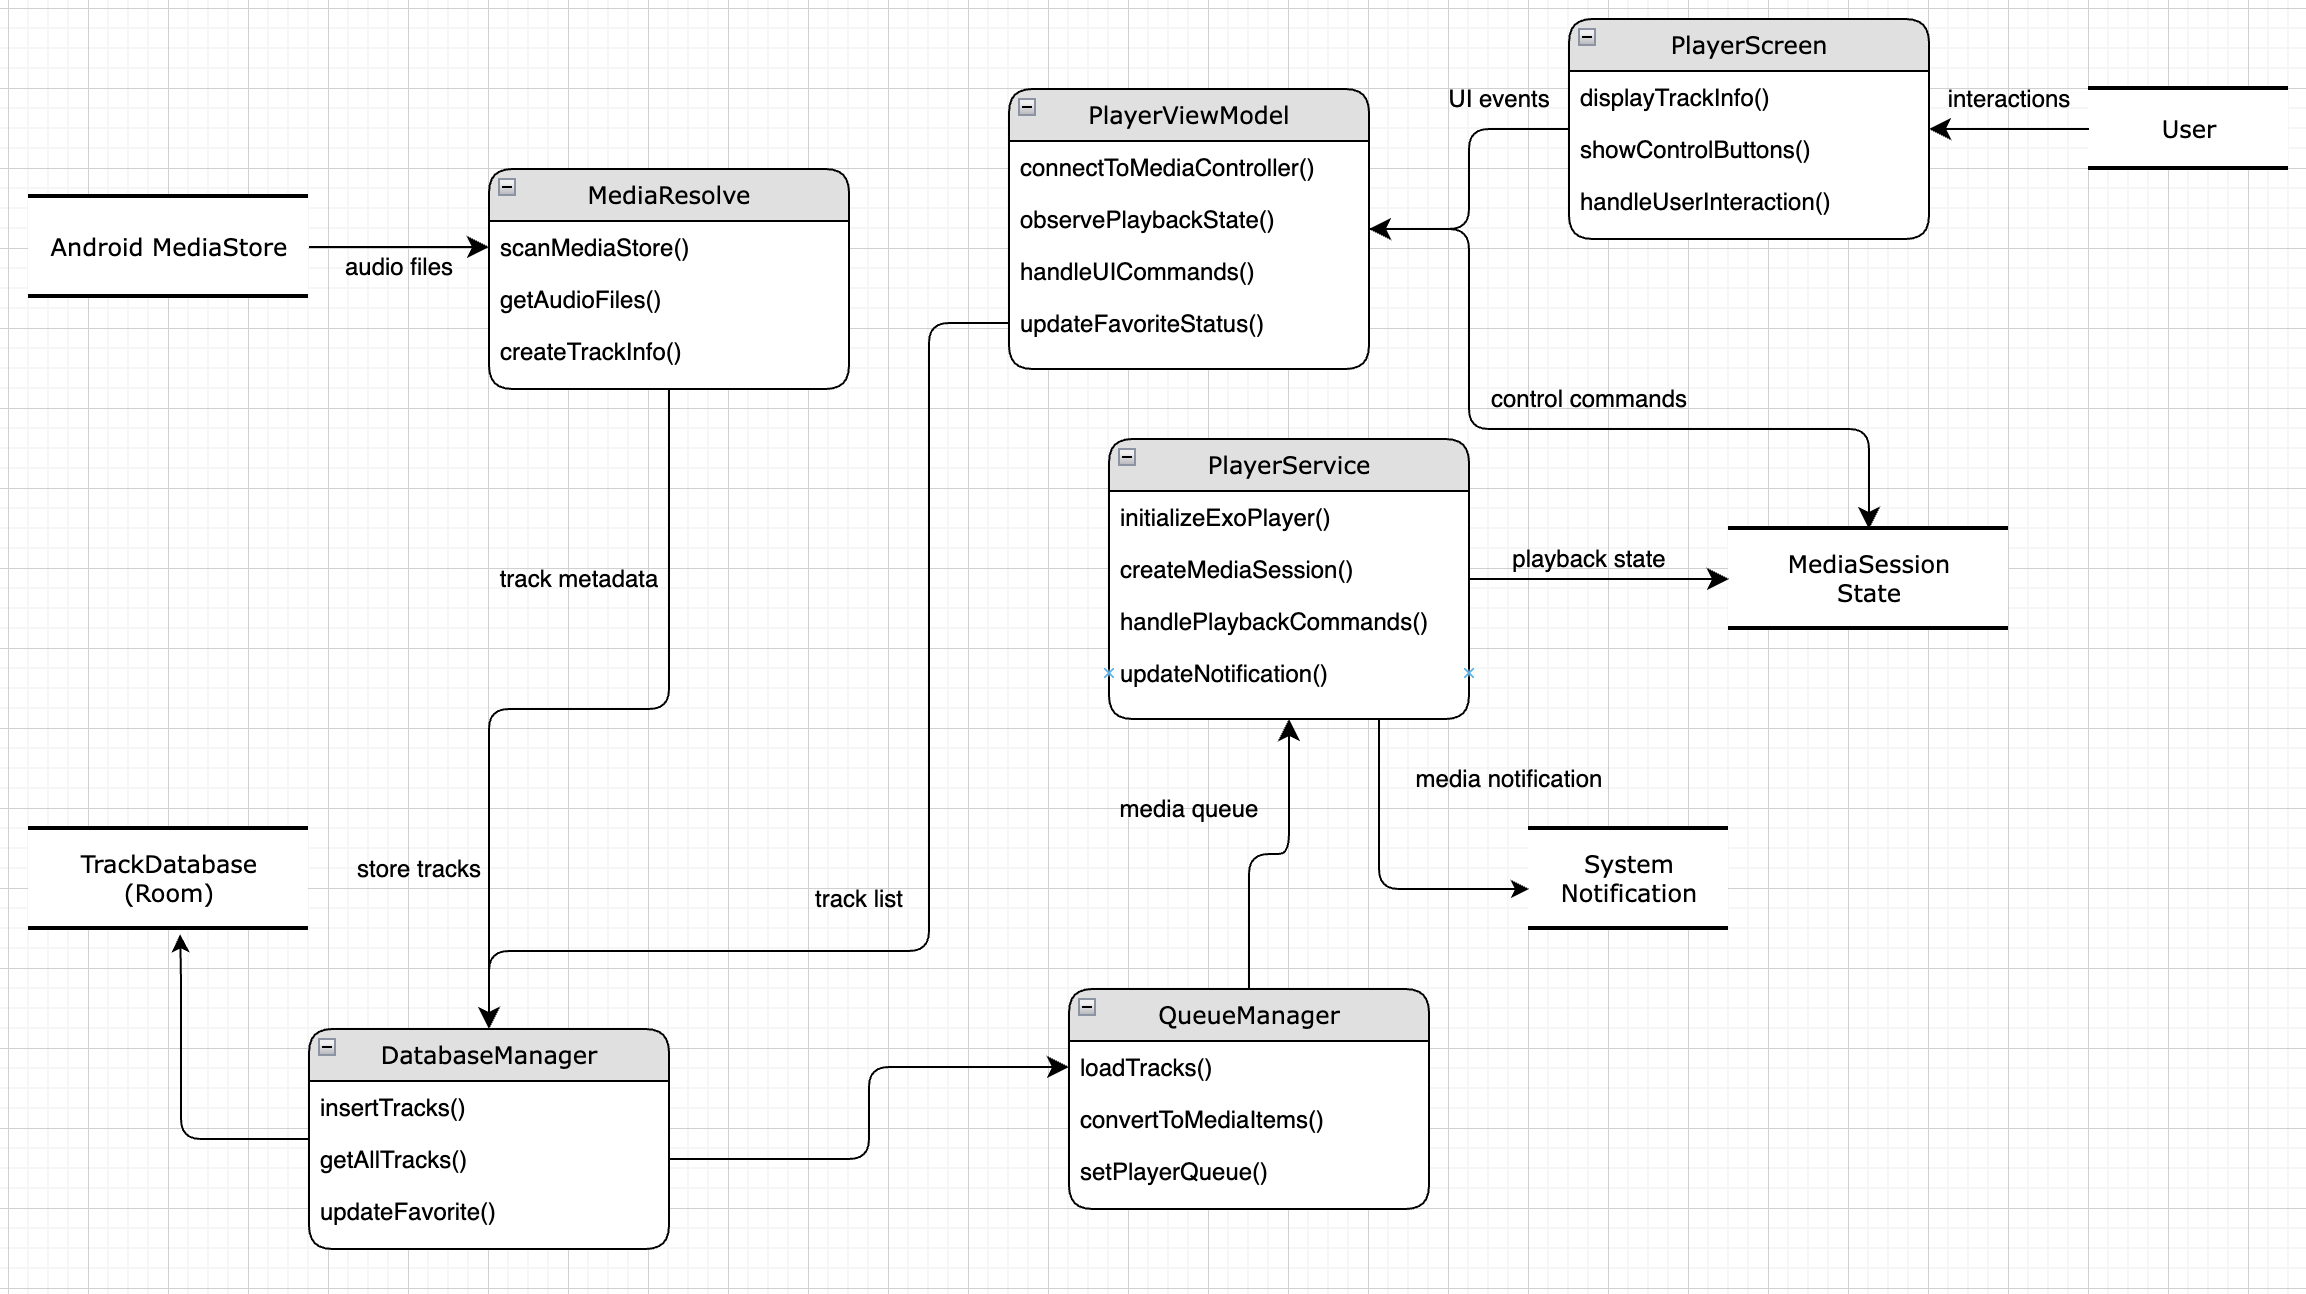 PlayerScreen
displayTrackInfo()
showControlButtons()
handleUserInteraction()
interactions
User
UI events
PlayerViewModel
connectToMediaController()
observePlaybackState()
handleUICommands()
updateFavoriteStatus()
MediaResolve
scanMediaStore()
getAudioFiles()
createTrackInfo()
Android MediaStore
audio files
control commands
PlayerService
initializeExoPlayer()
createMediaSession()
handlePlaybackCommands()
updateNotification()
playback state
MediaSession
State
track metadata
media notification
media queue
System
Notification
TrackDatabase
(Room)
store tracks
track list
DatabaseManager
insertTracks()
getAllTracks()
updateFavorite()
QueueManager
loadTracks()
convertToMediaItems()
setPlayerQueue()